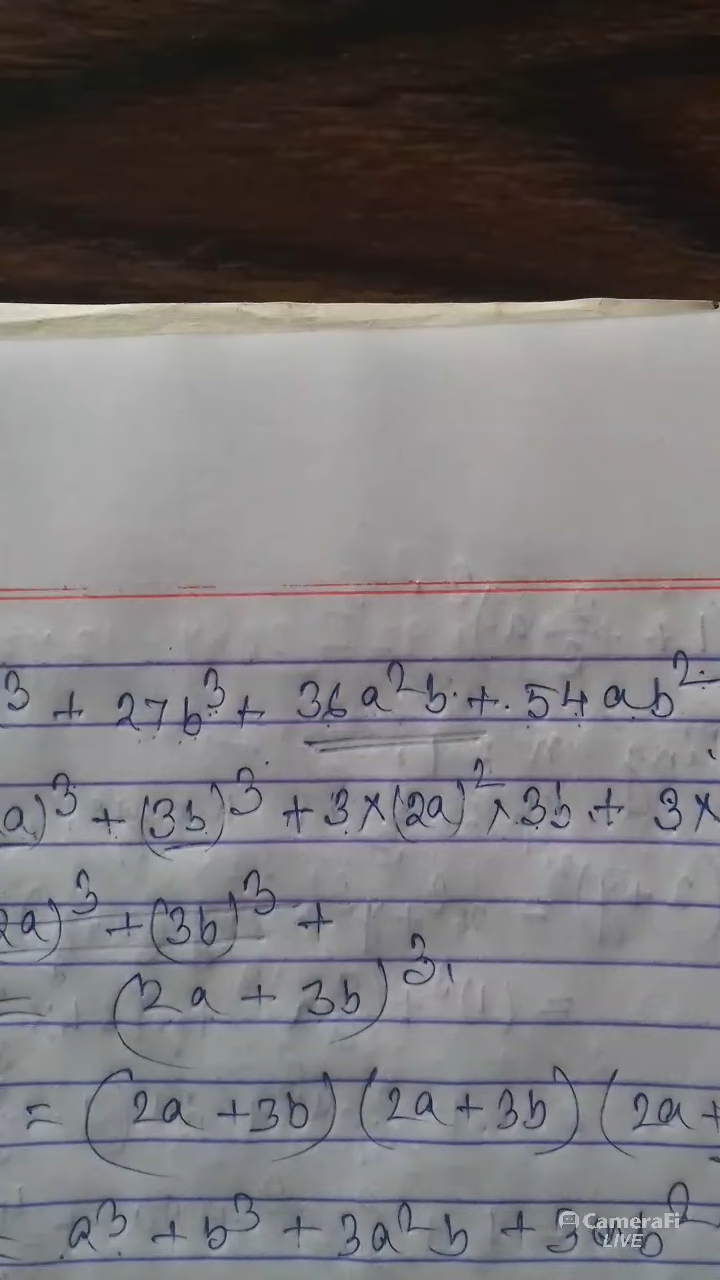 3 + 27b³ + 36a²b + 54ab²
a)³ + (3b)³ + 3×(2a)²×3b + 3×
2a)³ + (3b)³ +
= (2a + 3b)³
= (2a + 3b) (2a + 3b) (2a +
= a³ + b³ + 3a²b + 3ab²
CameraFi
LIVE